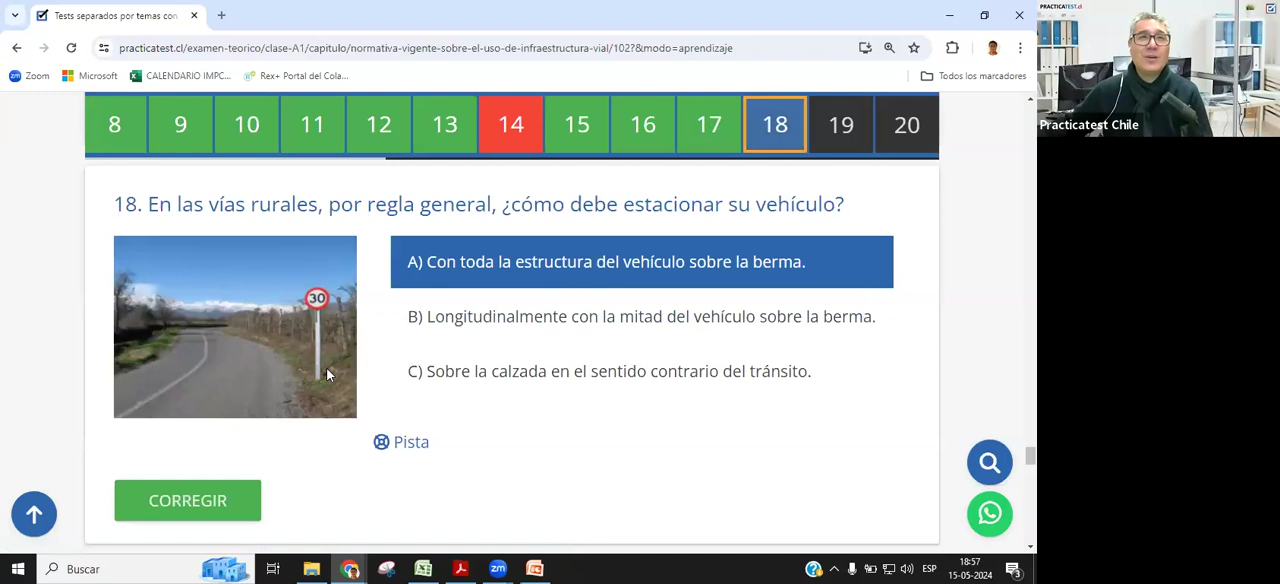 Tests separados por temas con
practicatest.cl/examen-teorico/clase-A1/capitulo/normativa-vigente-sobre-el-uso-de-infraestructura-vial/102?&modo=aprendizaje
Zoom
Microsoft
CALENDARIO IMPC...
Rex+ Portal del Cola...
Todos los marcadores
PRACTICATEST.cl
Practicatest Chile
8 9 10 11 12 13 14 15 16 17 18 19 20
18. En las vías rurales, por regla general, ¿cómo debe estacionar su vehículo?
30
A) Con toda la estructura del vehículo sobre la berma.
B) Longitudinalmente con la mitad del vehículo sobre la berma.
C) Sobre la calzada en el sentido contrario del tránsito.
Pista
CORREGIR
Buscar
zm
ESP
18:57
15-05-2024
3